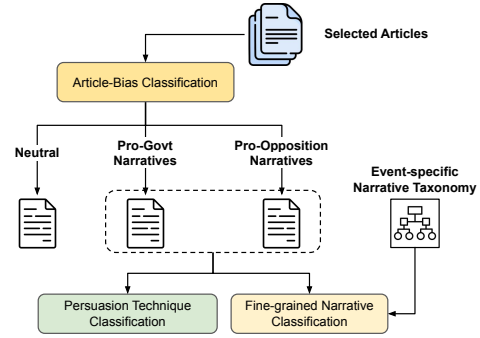 Selected Articles
Article-Bias Classification
Neutral
Pro-Govt
Narratives
Pro-Opposition
Narratives
Event-specific
Narrative Taxonomy
Persuasion Technique
Classification
Fine-grained Narrative
Classification